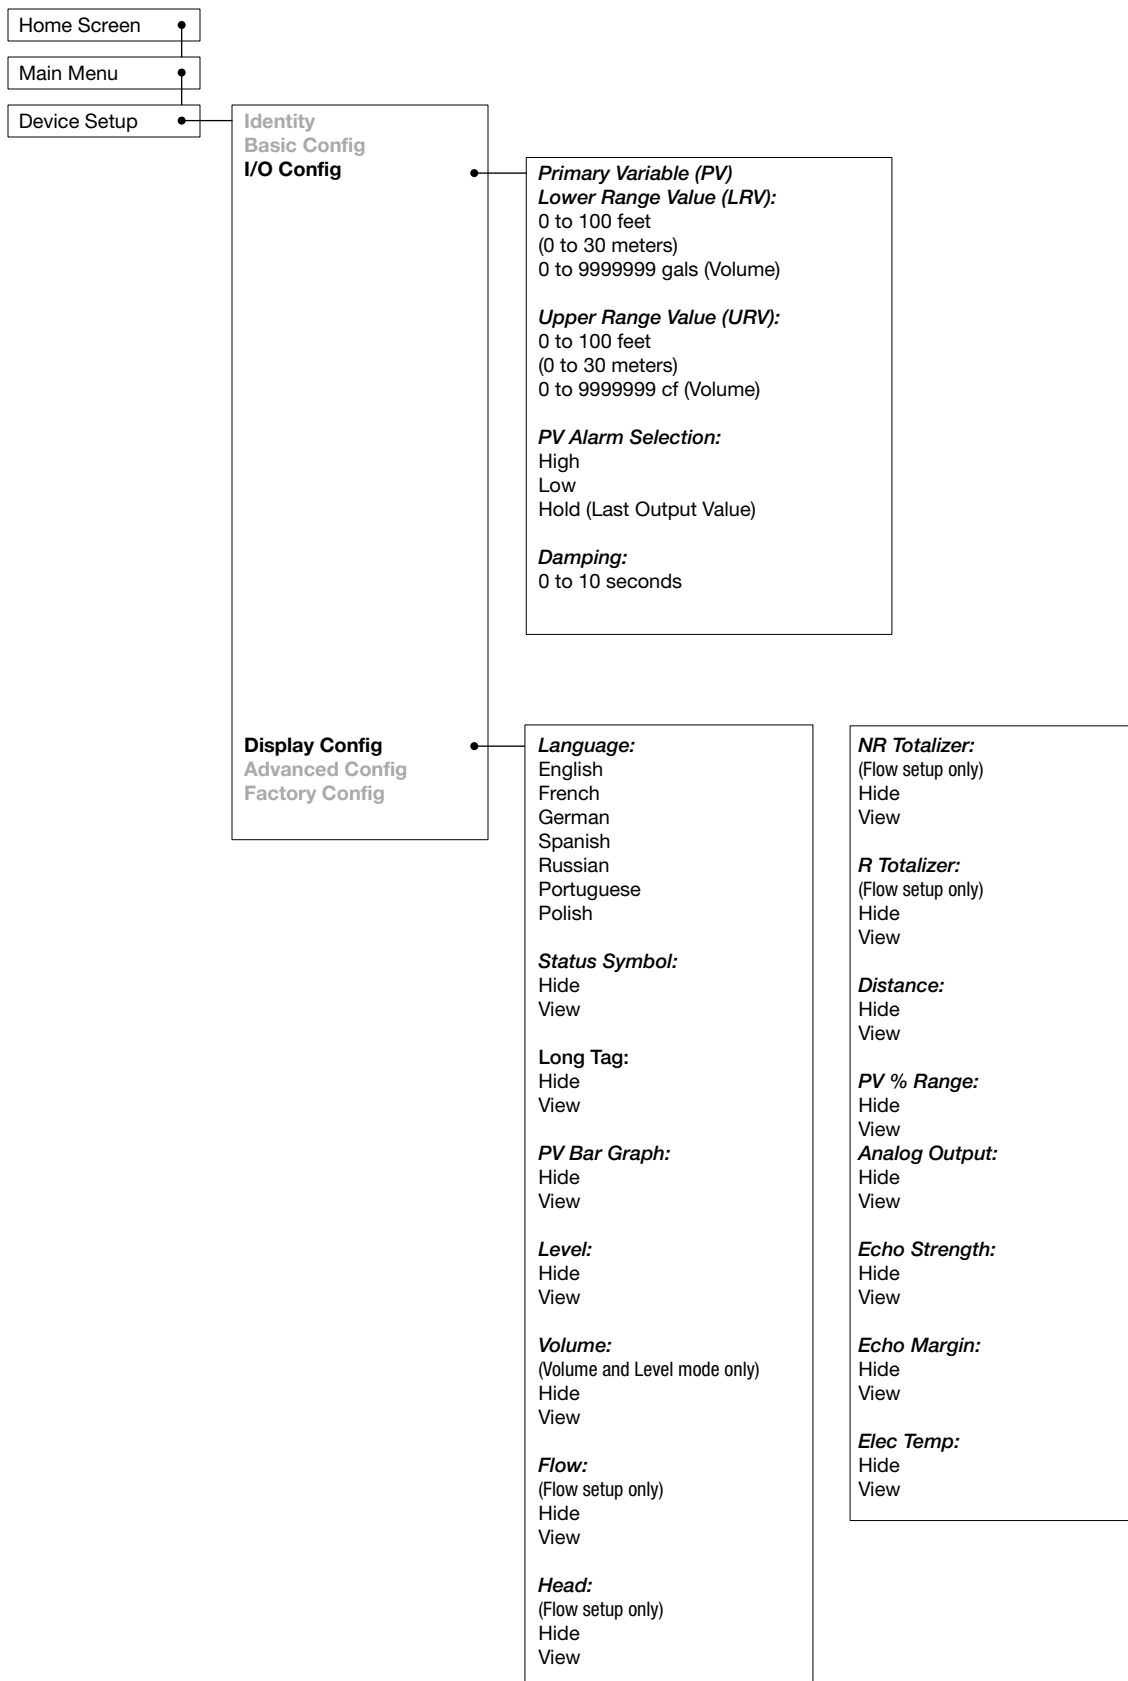 Home Screen
Main Menu
Device Setup
Identity
Basic Config
I/O Config
Primary Variable (PV)
Lower Range Value (LRV):
0 to 100 feet
(0 to 30 meters)
0 to 9999999 gals (Volume)
Upper Range Value (URV):
0 to 100 feet
(0 to 30 meters)
0 to 9999999 cf (Volume)
PV Alarm Selection:
High
Low
Hold (Last Output Value)
Damping:
0 to 10 seconds
Display Config
Advanced Config
Factory Config
Language:
English
French
German
Spanish
Russian
Portuguese
Polish
Status Symbol:
Hide
View
Long Tag:
Hide
View
PV Bar Graph:
Hide
View
Level:
Hide
View
Volume:
(Volume and Level mode only)
Hide
View
Flow:
(Flow setup only)
Hide
View
Head:
(Flow setup only)
Hide
View
NR Totalizer:
(Flow setup only)
Hide
View
R Totalizer:
(Flow setup only)
Hide
View
Distance:
Hide
View
PV % Range:
Hide
View
Analog Output:
Hide
View
Echo Strength:
Hide
View
Echo Margin:
Hide
View
Elec Temp:
Hide
View